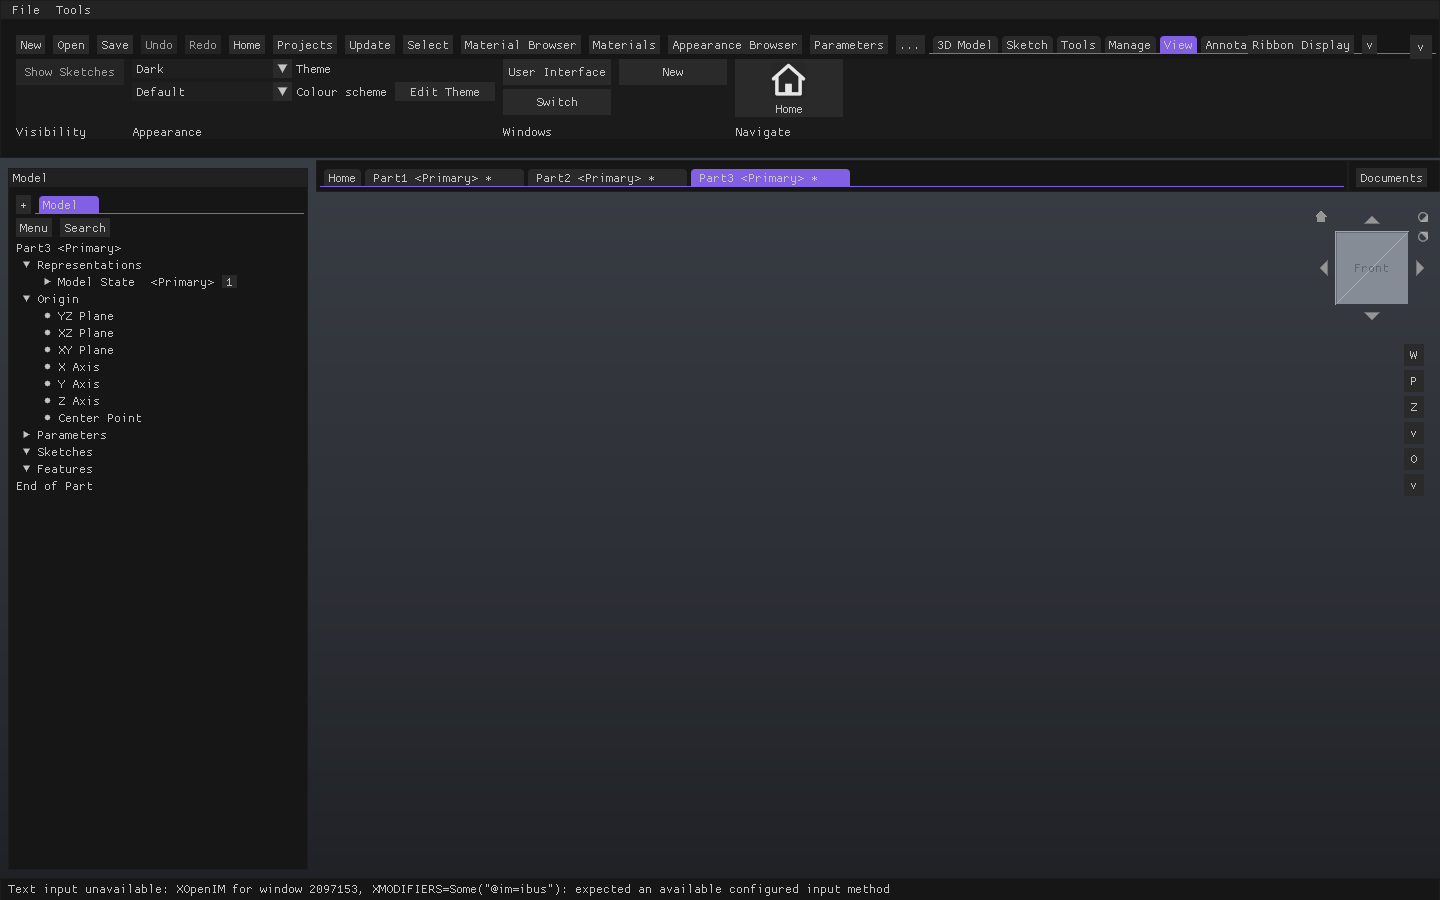 File Tools
New Open Save Undo Redo Home Projects Update Select Material Browser Materials Appearance Browser Parameters ... 3D Model Sketch Tools Manage View Annota Ribbon Display v v
Show Sketches Dark Theme User Interface New
Default Colour scheme Edit Theme Switch Home
Visibility Appearance Windows Navigate
Model
Home Part1 <Primary> * Part2 <Primary> * Part3 <Primary> * Documents
+ Model
Menu Search
Part3 <Primary>
Representations
Model State <Primary> 1
Origin
YZ Plane
XZ Plane
XY Plane
X Axis
Y Axis
Z Axis
Center Point
Parameters
Sketches
Features
End of Part
Front
W
P
Z
v
O
v
Text input unavailable: XOpenIM for window 2097153, XMODIFIERS=Some("@im=ibus"): expected an available configured input method